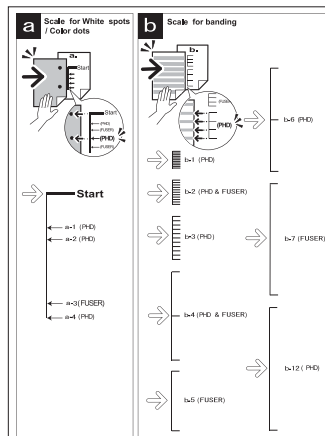 a
Scale for White spots
/ Color dots
a.
Start
Start
(PHD)
(FUSER)
(PHD)
(FUSER)
Start
a-1 (PHD)
a-2 (PHD)
a-3(FUSER)
a-4 (PHD)
b
Scale for banding
b.
(FUSER)
(PHD)
b-1 (PHD)
b-2 (PHD & FUSER)
b-3 (PHD)
b-4 (PHD & FUSER)
b-5 (FUSER)
b-6 (PHD)
b-7 (FUSER)
b-12 (PHD)